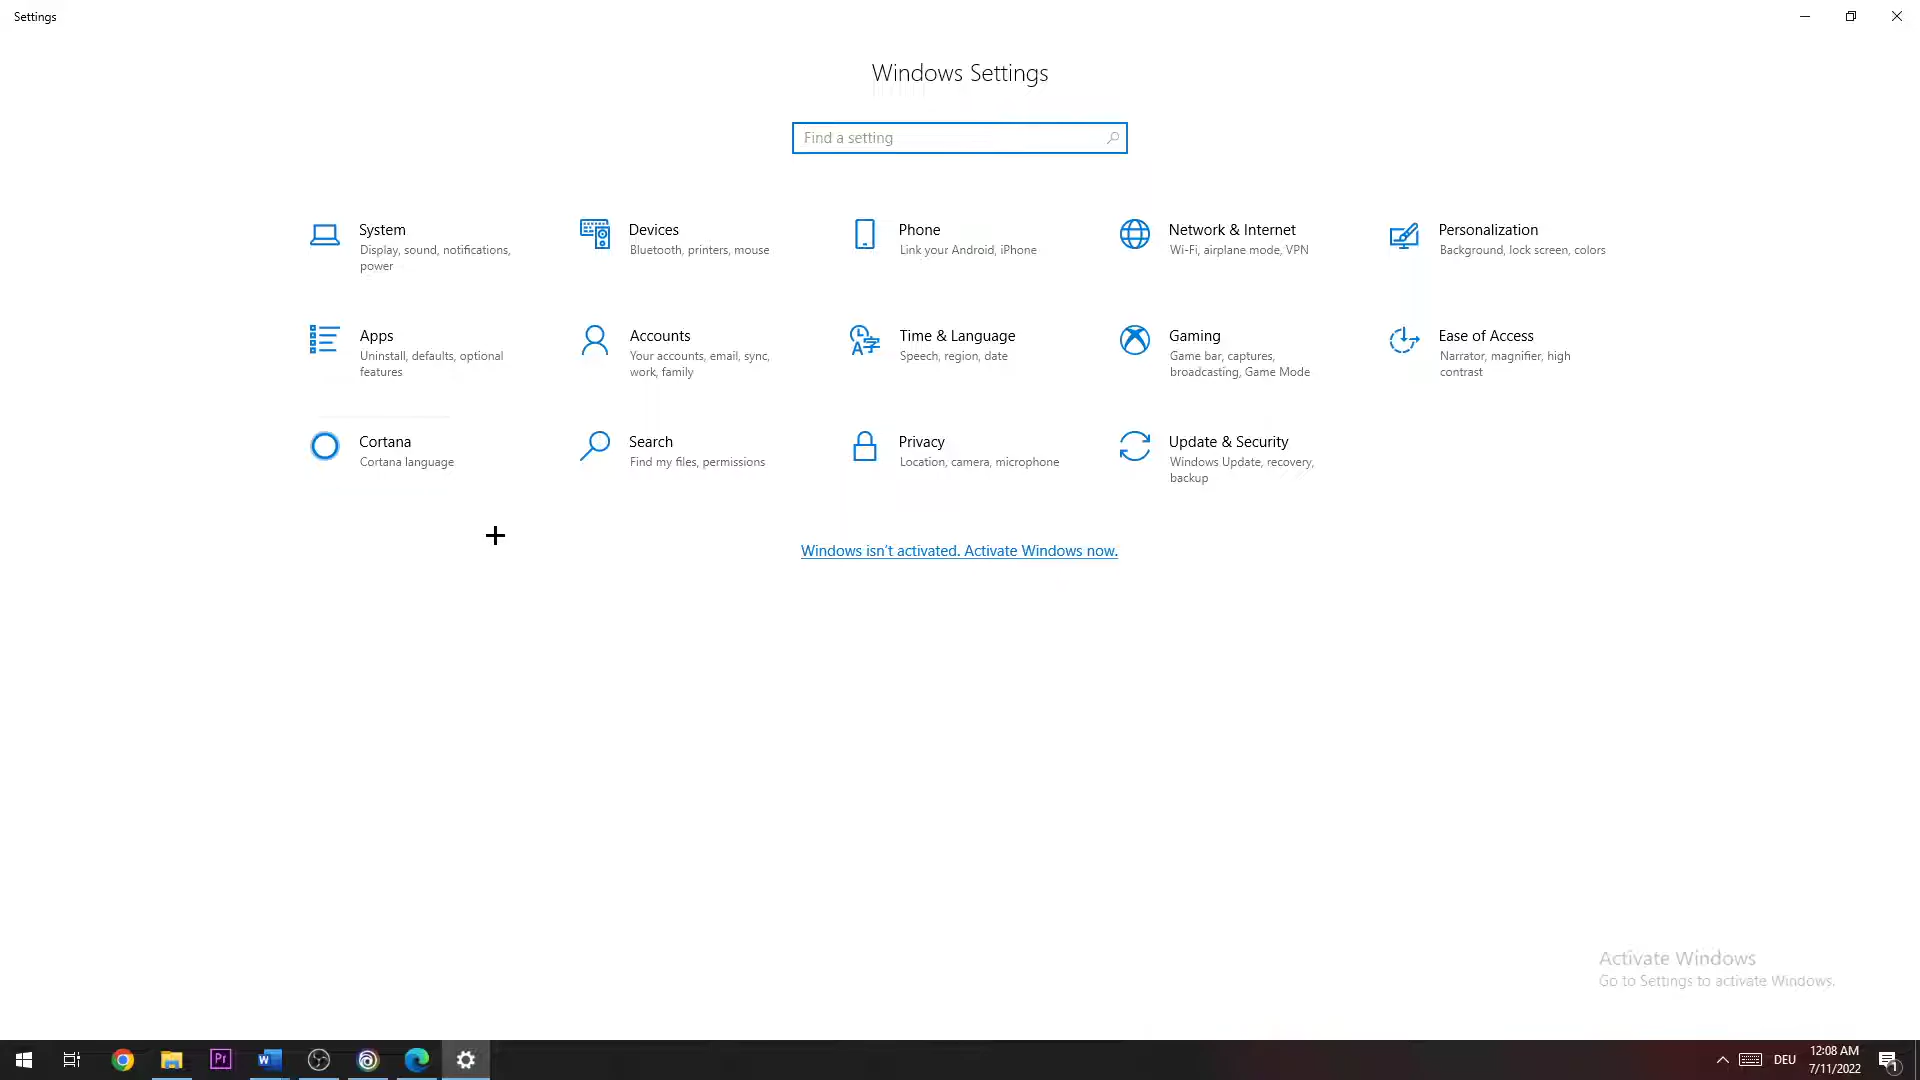 Settings
Windows Settings
Find a setting
System
Display, sound, notifications,
power
Devices
Bluetooth, printers, mouse
Phone
Link your Android, iPhone
Network & Internet
Wi-Fi, airplane mode, VPN
Personalization
Background, lock screen, colors
Apps
Uninstall, defaults, optional
features
Accounts
Your accounts, email, sync,
work, family
Time & Language
Speech, region, date
Gaming
Game bar, captures,
broadcasting, Game Mode
Ease of Access
Narrator, magnifier, high
contrast
Cortana
Cortana language
Search
Find my files, permissions
Privacy
Location, camera, microphone
Update & Security
Windows Update, recovery,
backup
Windows isn't activated. Activate Windows now.
Activate Windows
Go to Settings to activate Windows.
Pr
W
DEU
12:08 AM
7/11/2022
1